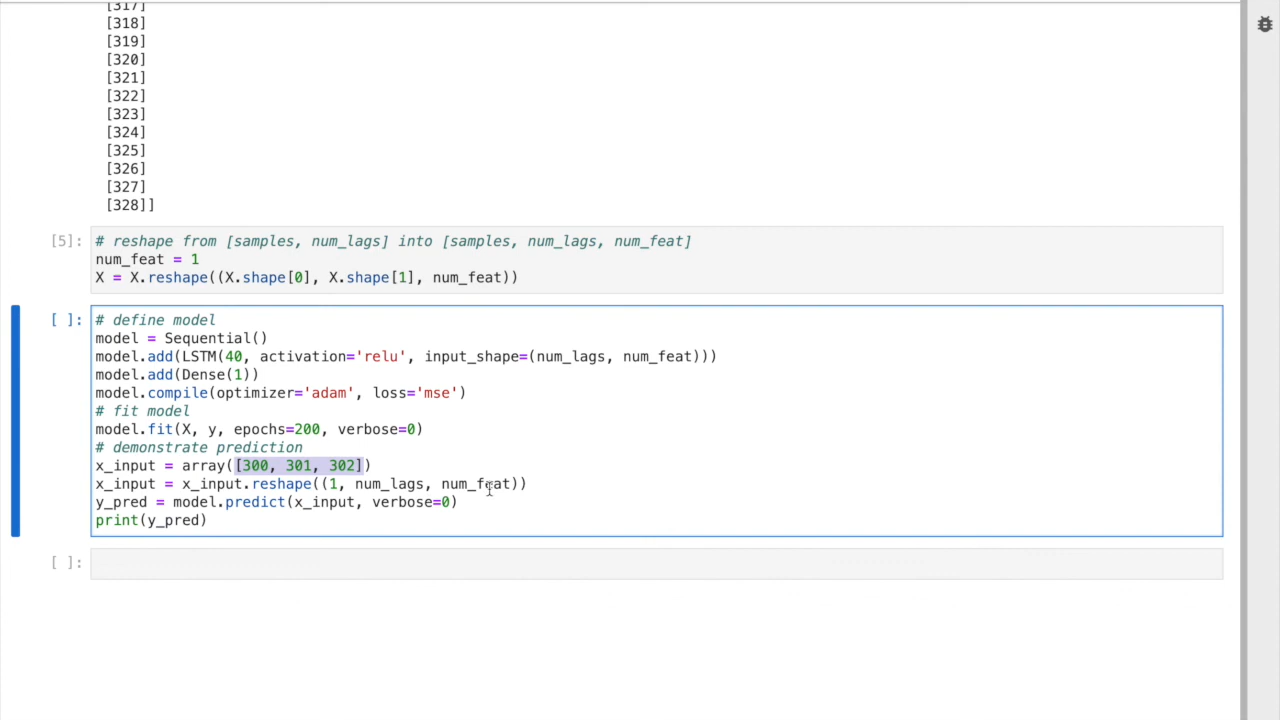 [317]
[318]
[319]
[320]
[321]
[322]
[323]
[324]
[325]
[326]
[327]
[328]]
[5]: # reshape from [samples, num_lags] into [samples, num_lags, num_feat]
num_feat = 1
X = X.reshape((X.shape[0], X.shape[1], num_feat))
[ ]: # define model
model = Sequential()
model.add(LSTM(40, activation='relu', input_shape=(num_lags, num_feat)))
model.add(Dense(1))
model.compile(optimizer='adam', loss='mse')
# fit model
model.fit(X, y, epochs=200, verbose=0)
# demonstrate prediction
x_input = array([300, 301, 302])
x_input = x_input.reshape((1, num_lags, num_feat))
y_pred = model.predict(x_input, verbose=0)
print(y_pred)
[ ]: